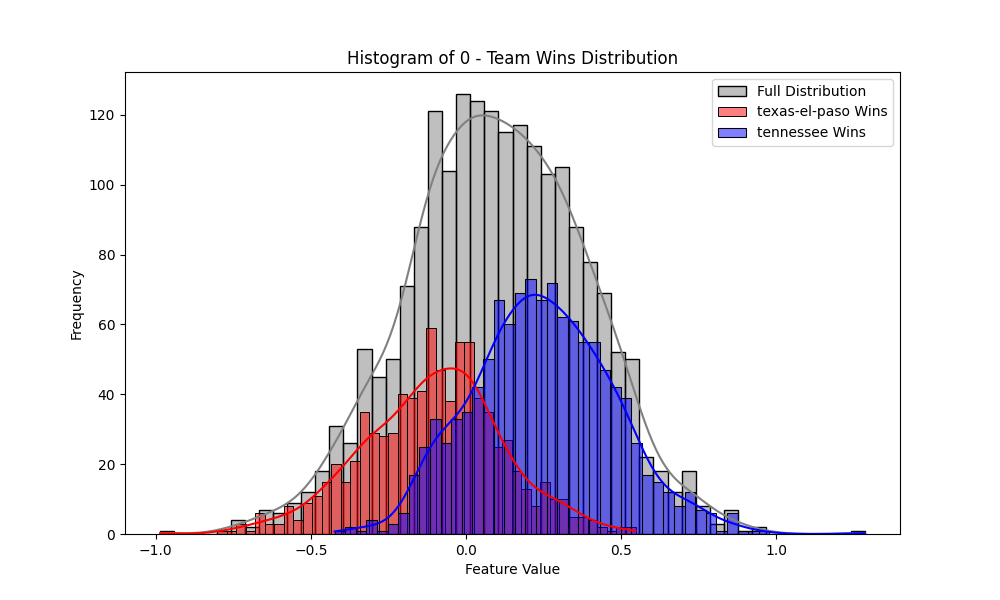 Histogram of 0 - Team Wins Distribution
Full Distribution
texas-el-paso Wins
tennessee Wins
Frequency
120
100
80
60
40
20
0
−1.0 −0.5 0.0 0.5 1.0
Feature Value